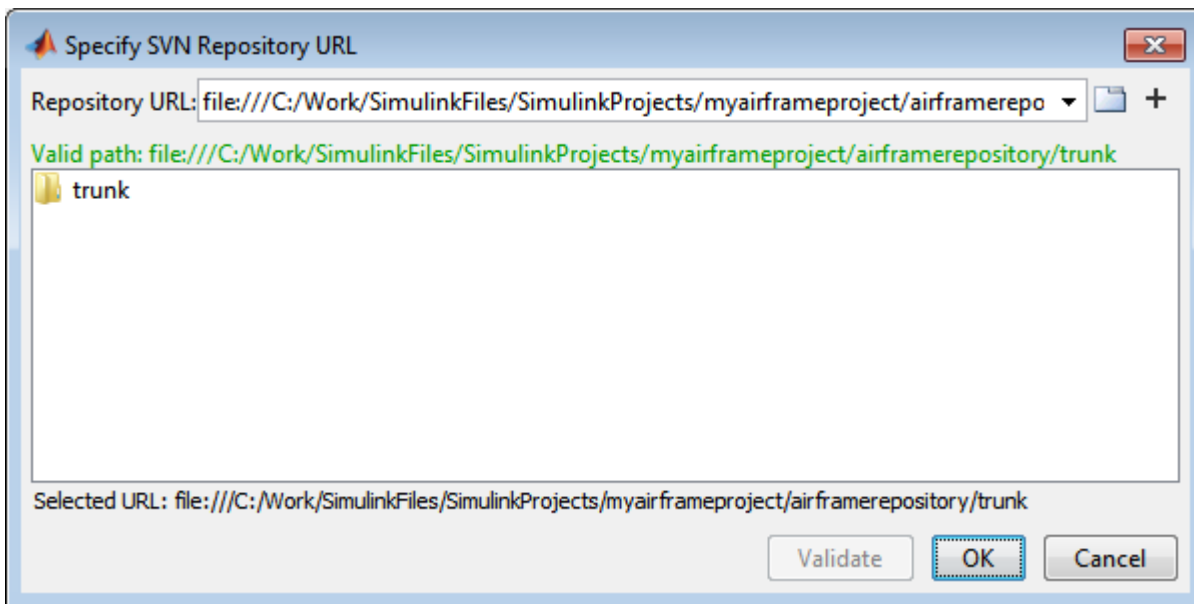 Specify SVN Repository URL
Repository URL: file:///C:/Work/SimulinkFiles/SimulinkProjects/myairframeproject/airframerepo
Valid path: file:///C:/Work/SimulinkFiles/SimulinkProjects/myairframeproject/airframerepository/trunk
trunk
Selected URL: file:///C:/Work/SimulinkFiles/SimulinkProjects/myairframeproject/airframerepository/trunk
Validate OK Cancel